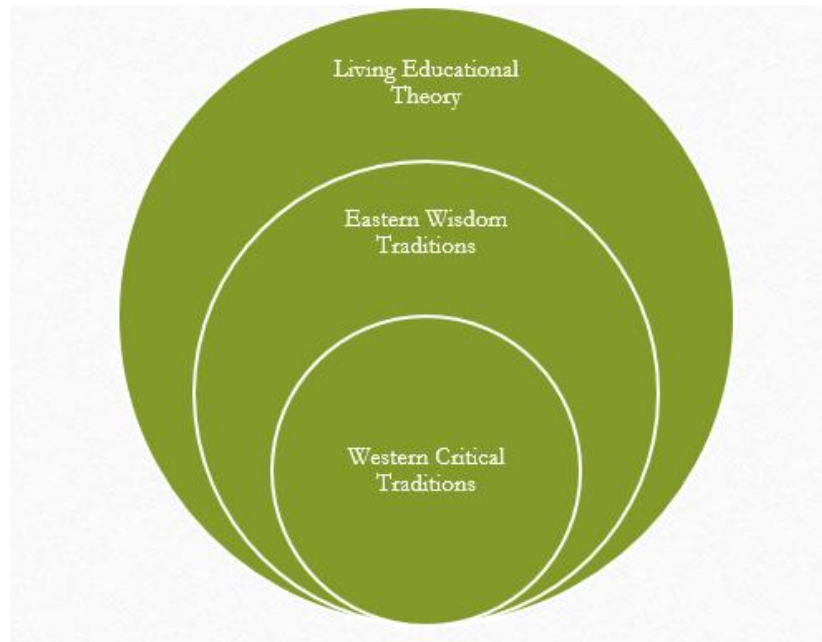 Living Educational
Theory
Eastern Wisdom
Traditions
Western Critical
Traditions